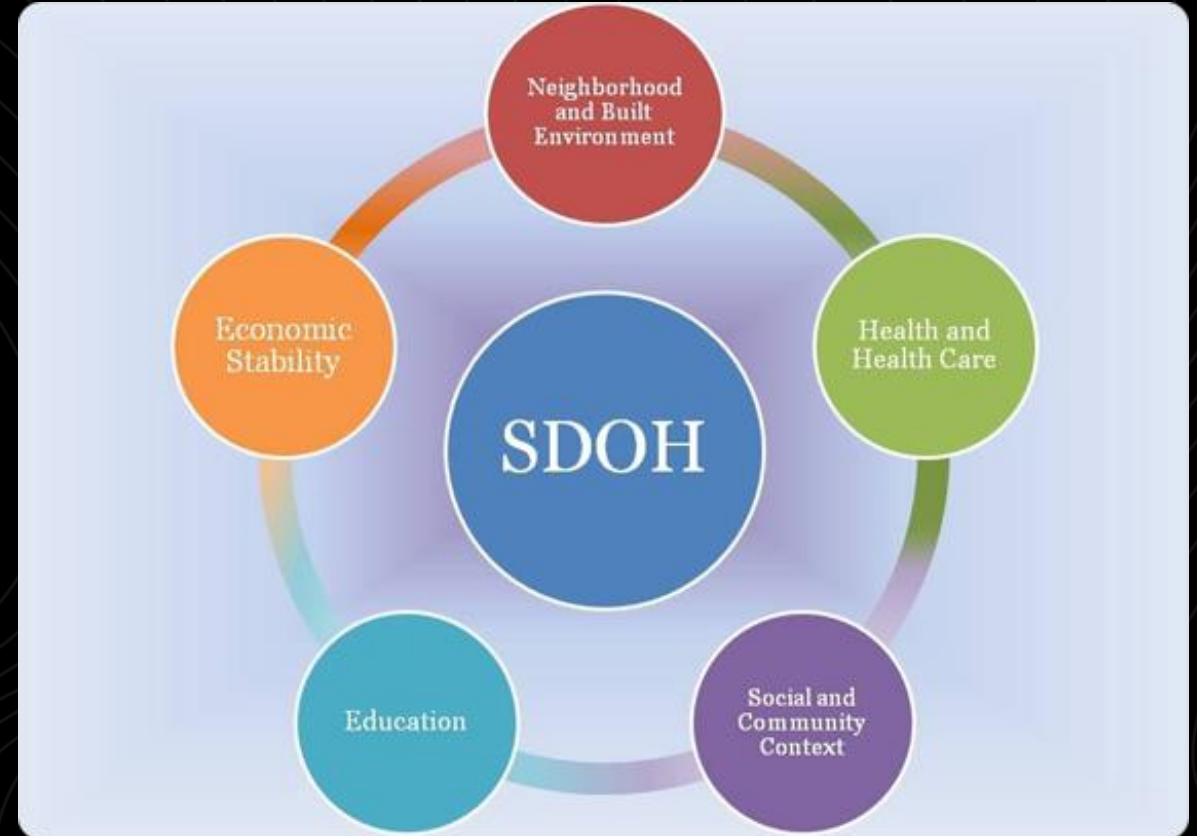 Neighborhood
and Built
Environment
Economic
Stability
Health and
Health Care
SDOH
Education
Social and
Community
Context